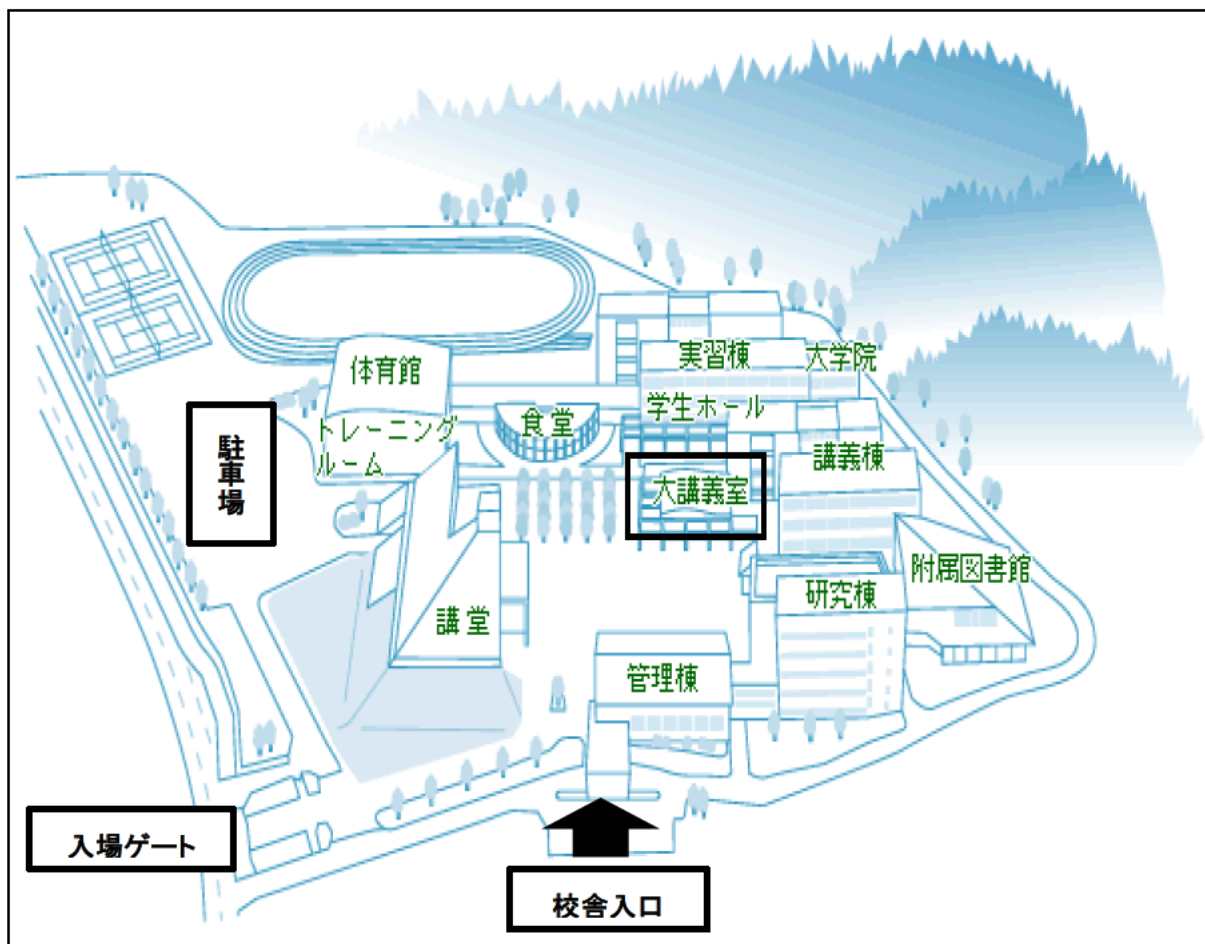 体育館
実習棟
大学院
学生ホール
食堂
トレーニング
ルーム
駐車場
講義棟
大講義室
附属図書館
研究棟
講堂
管理棟
入場ゲート
校舎入口